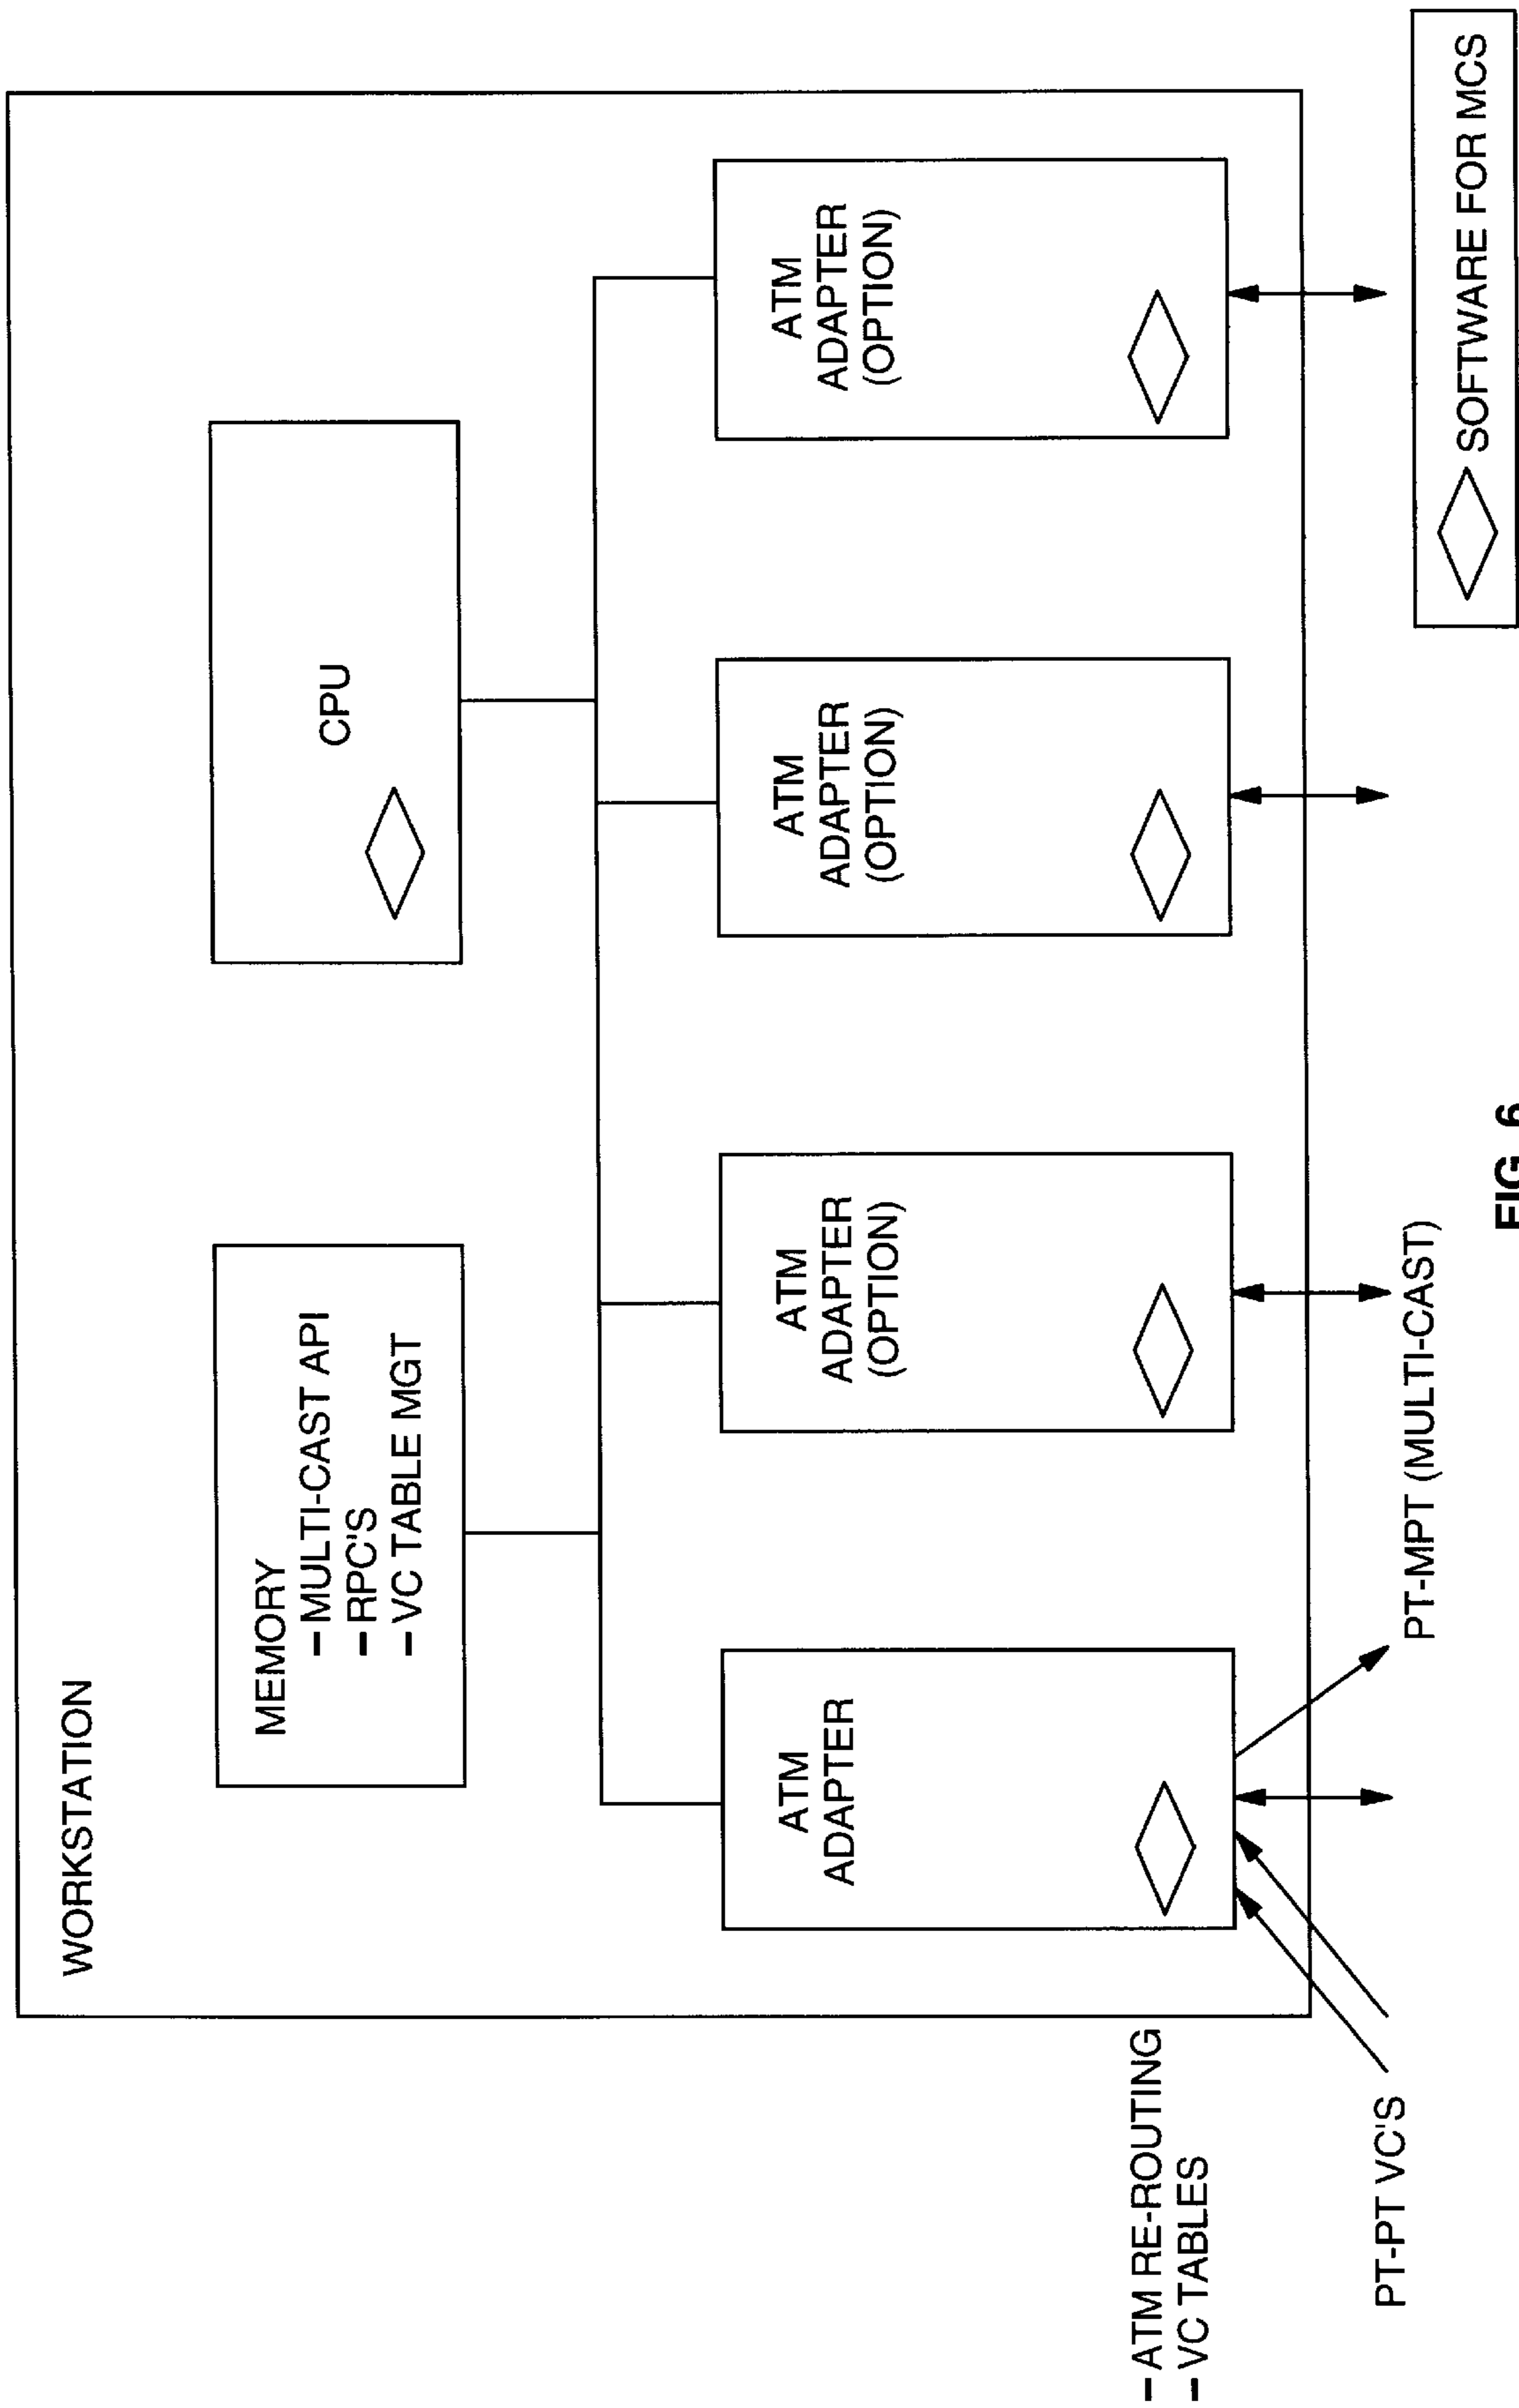 WORKSTATION
MEMORY
– MULTI-CAST API
– RPC'S
– VC TABLE MGT
CPU
ATM
ADAPTER
ATM
ADAPTER
(OPTION)
ATM
ADAPTER
(OPTION)
ATM
ADAPTER
(OPTION)
– ATM RE-ROUTING
– VC TABLES
PT-PT VC'S
PT-MPT (MULTI-CAST)
SOFTWARE FOR MCS
FIG. 6